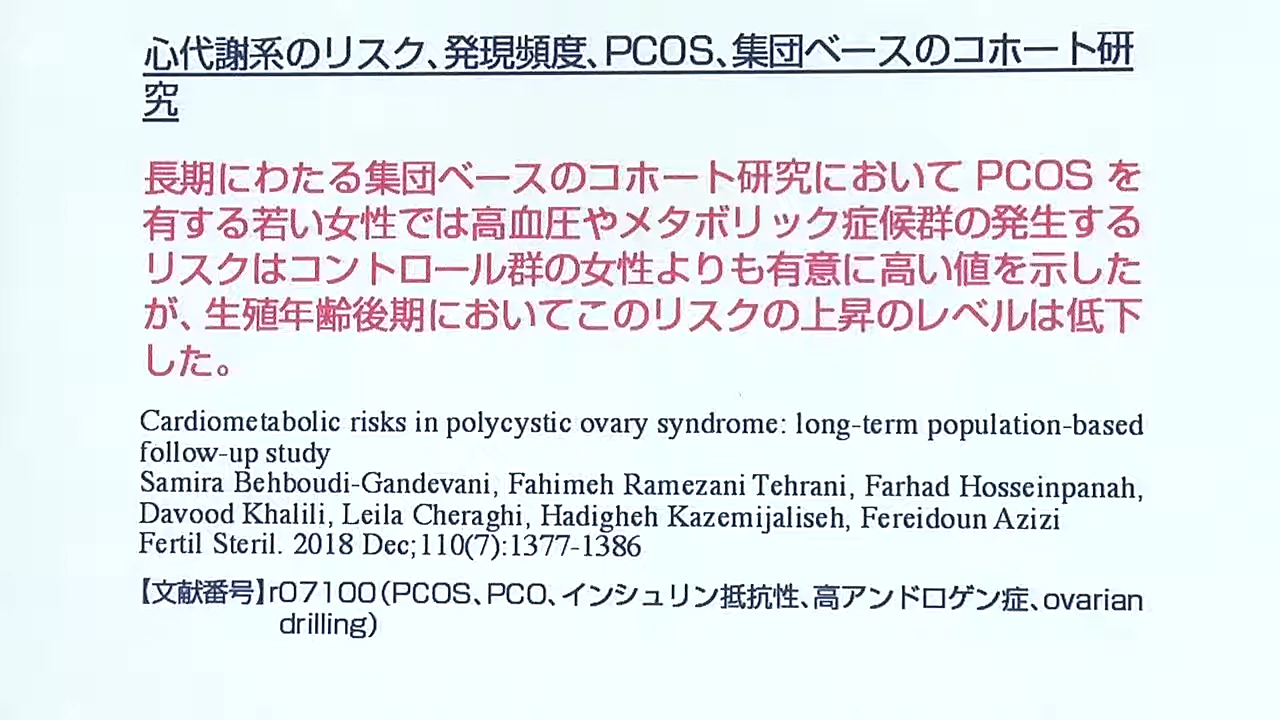 心代謝系のリスク、発現頻度、PCOS、集団ベースのコホート研
究
長期にわたる集団ベースのコホート研究において PCOS を
有する若い女性では高血圧やメタボリック症候群の発生する
リスクはコントロール群の女性よりも有意に高い値を示した
が、生殖年齢後期においてこのリスクの上昇のレベルは低下
した。
Cardiometabolic risks in polycystic ovary syndrome: long-term population-based
follow-up study
Samira Behboudi-Gandevani, Fahimeh Ramezani Tehrani, Farhad Hosseinpanah,
Davood Khalili, Leila Cheraghi, Hadigheh Kazemijaliseh, Fereidoun Azizi
Fertil Steril. 2018 Dec;110(7):1377-1386
【文献番号】r07100(PCOS、PCO、インシュリン抵抗性、高アンドロゲン症、ovarian
drilling)